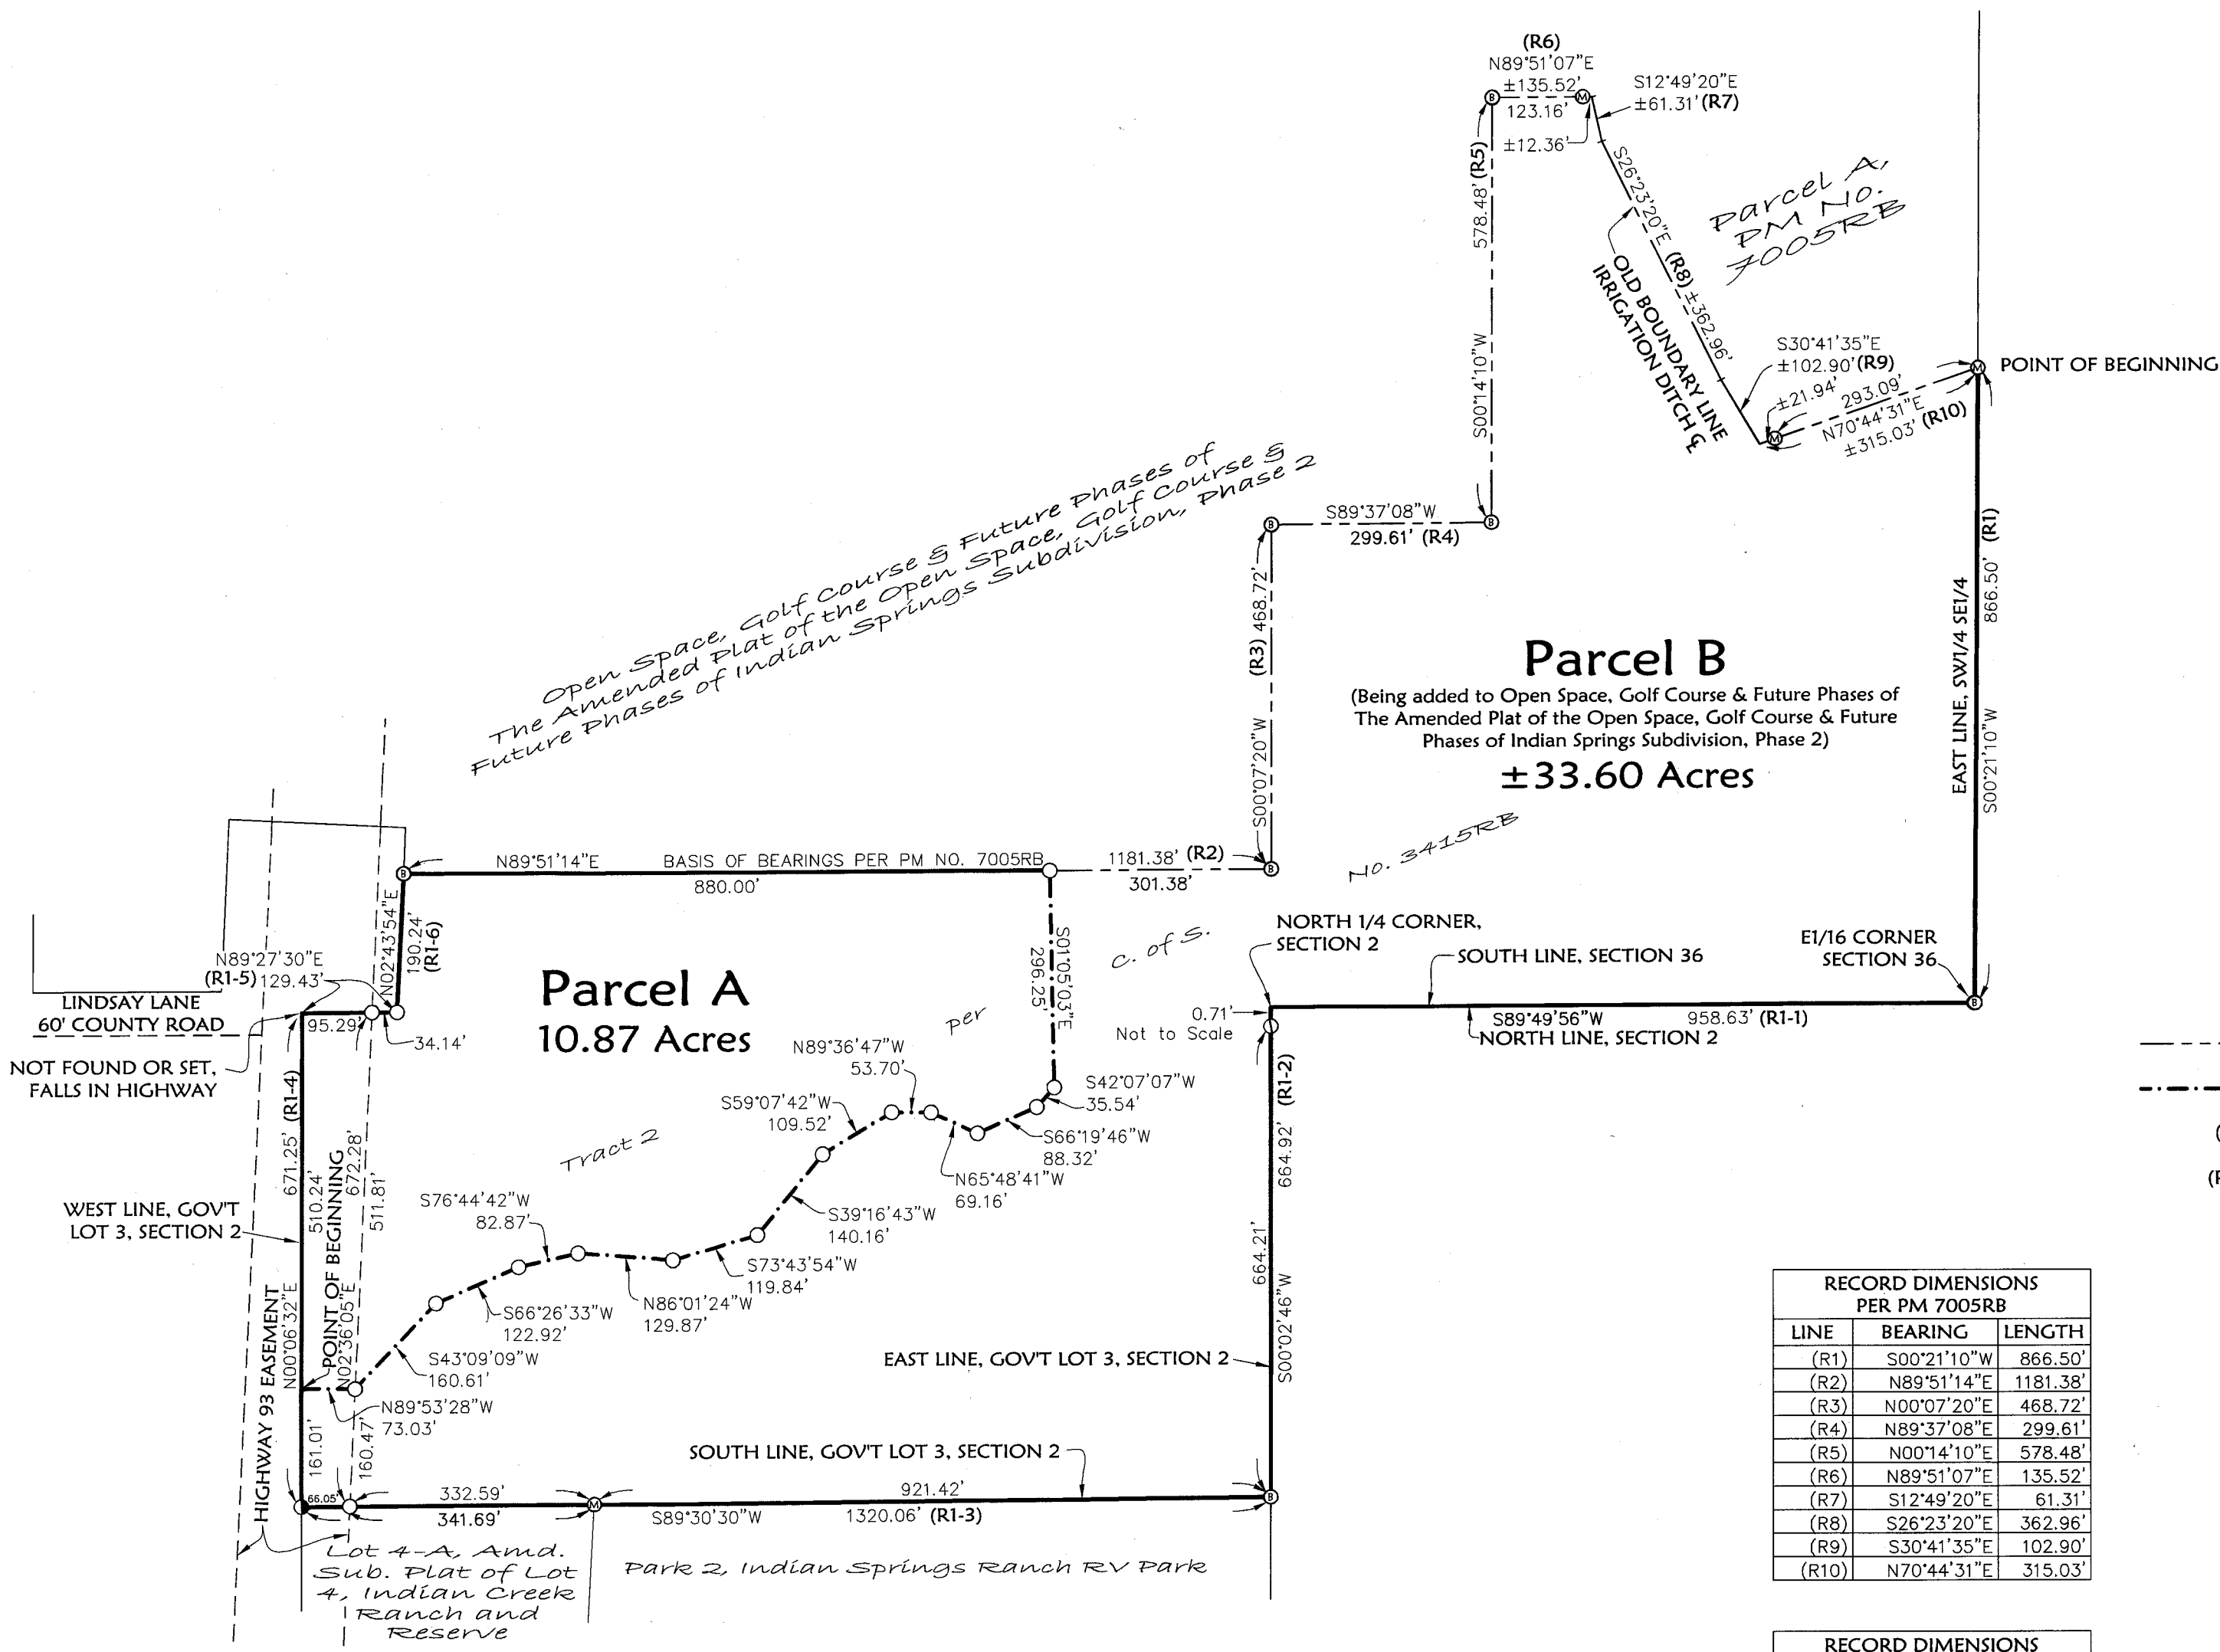 (R6)
N89°51'07"E
±135.52'
123.16'
±12.36'
S12°49'20"E
±61.31' (R7)
578.48' (R5)
S00°14'10"W
S26°23'20"E (R8) ±362.96'
OLD BOUNDARY LINE
IRRIGATION DITCH ℄
Parcel A,
PM No.
7005RB
S30°41'35"E
±102.90' (R9)
±21.94'
293.09'
N70°44'31"E
±315.03' (R10)
POINT OF BEGINNING
S89°37'08"W
299.61' (R4)
Open Space, Golf Course & Future Phases of
The Amended Plat of the Open Space, Golf Course &
Future Phases of Indian Springs Subdivision, Phase 2
(R3) 468.72'
S00°07'20"W
EAST LINE, SW1/4 SE1/4
866.50' (R1)
S00°21'10"W
Parcel B
(Being added to Open Space, Golf Course & Future Phases of
The Amended Plat of the Open Space, Golf Course & Future
Phases of Indian Springs Subdivision, Phase 2)
±33.60 Acres
N89°51'14"E
BASIS OF BEARINGS PER PM NO. 7005RB
880.00'
1181.38' (R2)
301.38'
No. 3415RB
N02°43'54"E
190.24'
(R1-6)
N89°27'30"E
(R1-5) 129.43'
LINDSAY LANE
60' COUNTY ROAD
95.29'
34.14'
NOT FOUND OR SET,
FALLS IN HIGHWAY
Parcel A
10.87 Acres
S01°05'03"E
296.25'
c. of s.
per
NORTH 1/4 CORNER,
SECTION 2
SOUTH LINE, SECTION 36
E1/16 CORNER
SECTION 36
0.71'
Not to Scale
S89°49'56"W
958.63' (R1-1)
NORTH LINE, SECTION 2
N89°36'47"W
53.70'
S42°07'07"W
35.54'
S59°07'42"W
109.52'
S66°19'46"W
88.32'
N65°48'41"W
69.16'
Tract 2
664.92' (R1-2)
664.21'
S00°02'46"W
671.25' (R1-4)
510.24'
N00°06'32"E
POINT OF BEGINNING
672.28'
511.81'
N02°36'05"E
WEST LINE, GOV'T
LOT 3, SECTION 2
S76°44'42"W
82.87'
S39°16'43"W
140.16'
S73°43'54"W
119.84'
N86°01'24"W
129.87'
S66°26'33"W
122.92'
S43°09'09"W
160.61'
N89°53'28"W
73.03'
EAST LINE, GOV'T LOT 3, SECTION 2
HIGHWAY 93 EASEMENT
161.01'
160.47'
SOUTH LINE, GOV'T LOT 3, SECTION 2
66.05'
332.59'
341.69'
921.42'
S89°30'30"W
1320.06' (R1-3)
Lot 4-A, Amd.
Sub. Plat of Lot
4, Indian Creek
Ranch and
Reserve
Park 2, Indian Springs Ranch RV Park
RECORD DIMENSIONS
PER PM 7005RB
LINE BEARING LENGTH
(R1) S00°21'10"W 866.50'
(R2) N89°51'14"E 1181.38'
(R3) N00°07'20"E 468.72'
(R4) N89°37'08"E 299.61'
(R5) N00°14'10"E 578.48'
(R6) N89°51'07"E 135.52'
(R7) S12°49'20"E 61.31'
(R8) S26°23'20"E 362.96'
(R9) S30°41'35"E 102.90'
(R10) N70°44'31"E 315.03'
RECORD DIMENSIONS